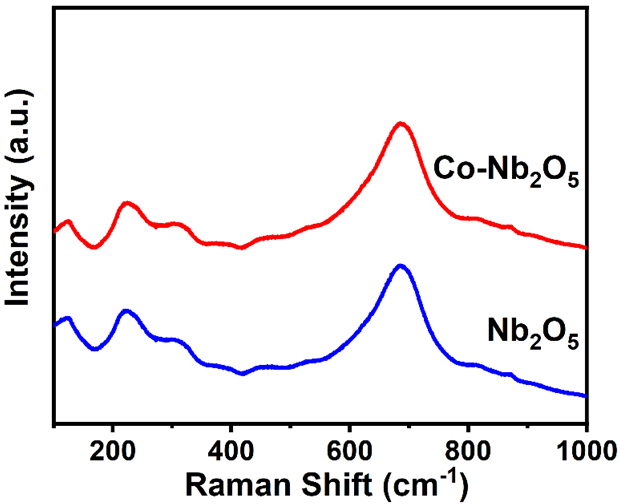 Intensity (a.u.)
Co-Nb₂O₅
Nb₂O₅
200 400 600 800 1000
Raman Shift (cm⁻¹)